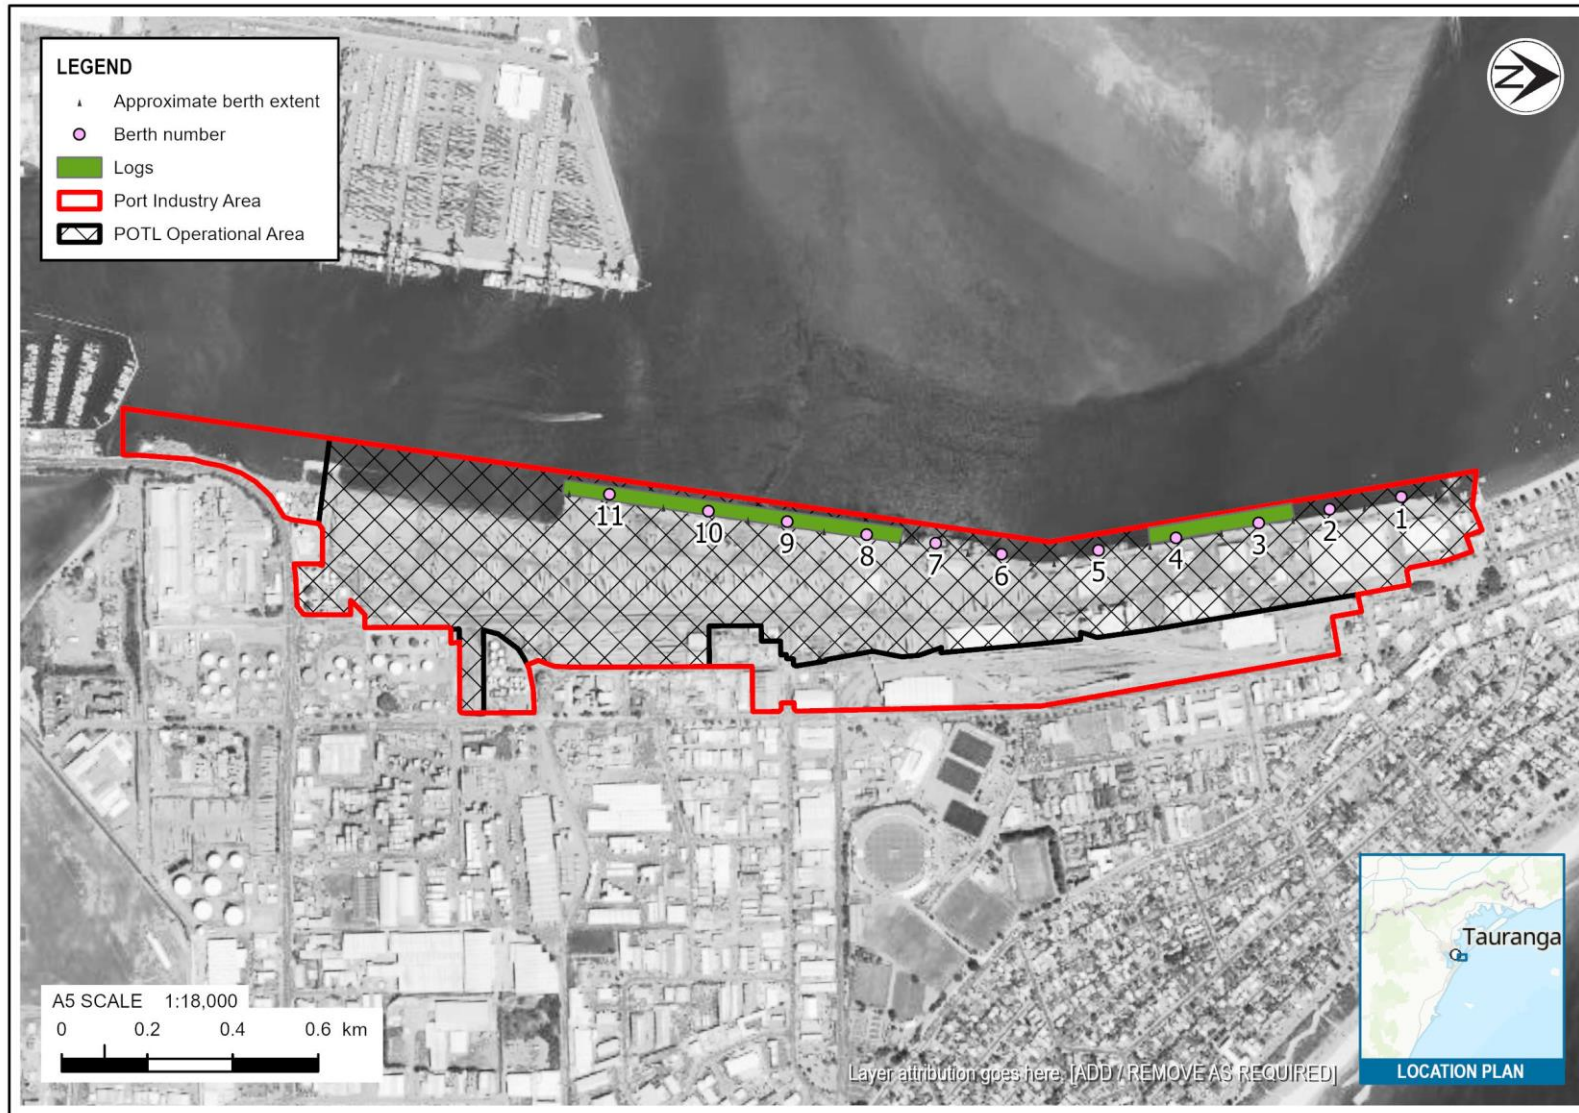 LEGEND
Approximate berth extent
Berth number
Logs
Port Industry Area
POTL Operational Area
N
11
10
9
8
7
6
5
4
3
2
1
A5 SCALE 1:18,000
0 0.2 0.4 0.6 km
Layer attribution goes here. [ADD / REMOVE AS REQUIRED]
Tauranga
LOCATION PLAN